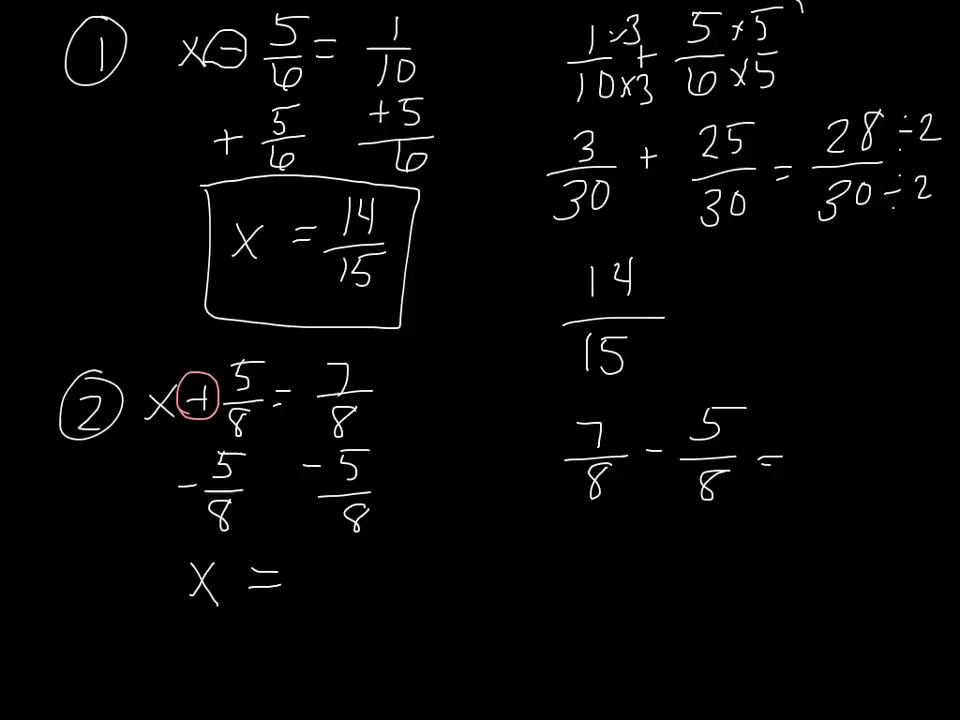 ① x - 5/6 = 1/10
+ 5/6 + 5/6
x = 14/15
② x + 5/8 = 7/8
- 5/8 - 5/8
x =
1×3/10×3 + 5×5/6×5
3/30 + 25/30 = 28÷2/30÷2
14/15
7/8 - 5/8 =